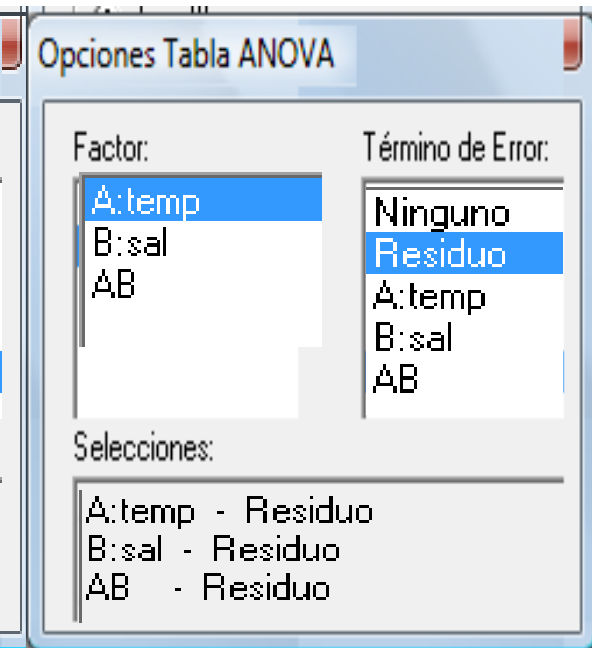 Opciones Tabla ANOVA
Factor:
A:temp
B:sal
AB
Término de Error:
Ninguno
Residuo
A:temp
B:sal
AB
Selecciones:
A:temp - Residuo
B:sal - Residuo
AB - Residuo